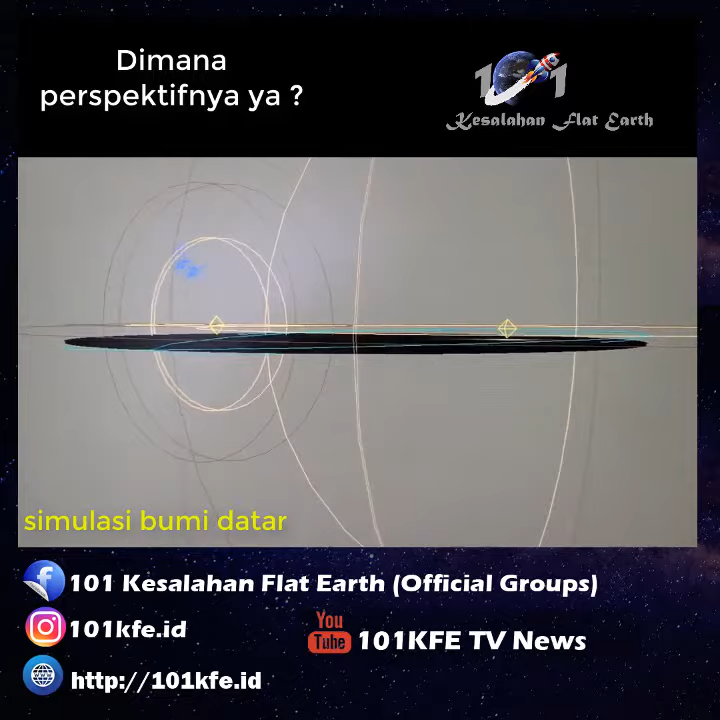 Dimana
perspektifnya ya ?
101
Kesalahan Flat Earth
simulasi bumi datar
f 101 Kesalahan Flat Earth (Official Groups)
101kfe.id
You
Tube 101KFE TV News
WWW http://101kfe.id